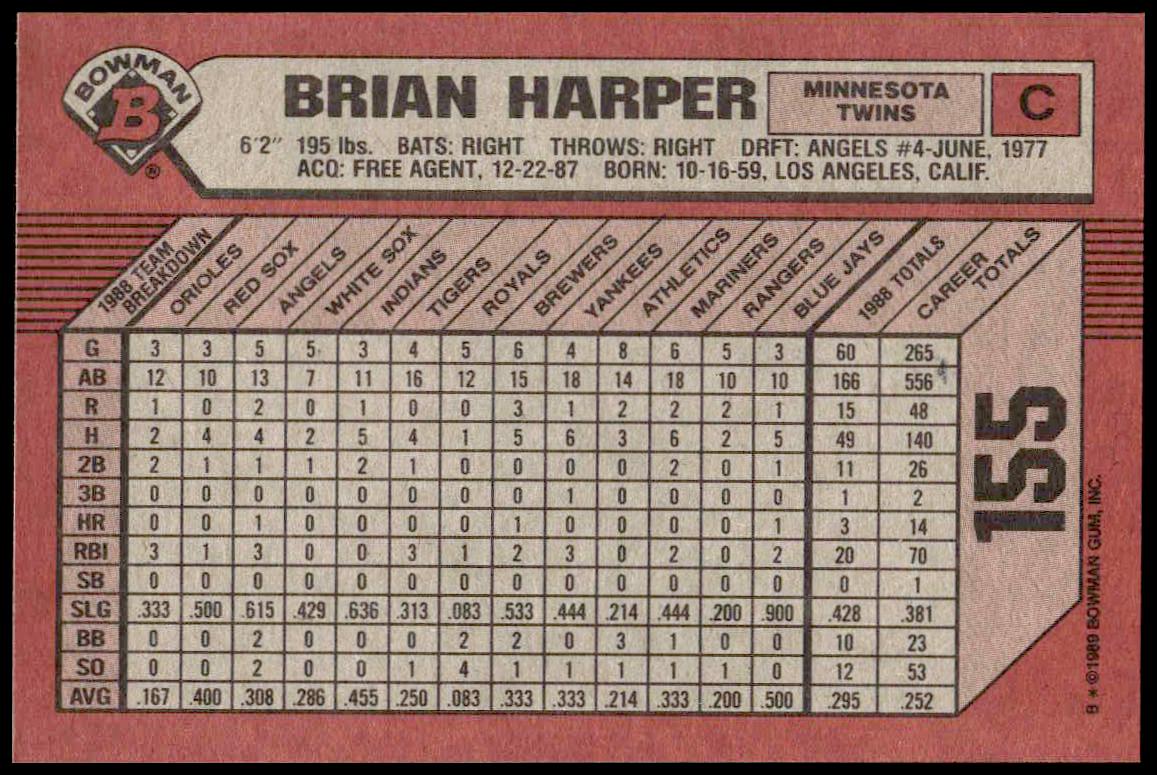 BOWMAN
B
®
BRIAN HARPER
MINNESOTA
TWINS
C
6'2" 195 lbs. BATS: RIGHT THROWS: RIGHT DRFT: ANGELS #4-JUNE, 1977
ACQ: FREE AGENT, 12-22-87 BORN: 10-16-59, LOS ANGELES, CALIF.
1988 TEAM BREAKDOWN ORIOLES RED SOX ANGELS WHITE SOX INDIANS TIGERS ROYALS BREWERS YANKEES ATHLETICS MARINERS RANGERS BLUE JAYS 1988 TOTALS CAREER TOTALS
G 3 3 5 5 3 4 5 6 4 8 6 5 3 60 265
AB 12 10 13 7 11 16 12 15 18 14 18 10 10 166 556
R 1 0 2 0 1 0 0 3 1 2 2 2 1 15 48
H 2 4 4 2 5 4 1 5 6 3 6 2 5 49 140
2B 2 1 1 1 2 1 0 0 0 0 2 0 1 11 26
3B 0 0 0 0 0 0 0 0 1 0 0 0 0 1 2
HR 0 0 1 0 0 0 0 1 0 0 0 0 1 3 14
RBI 3 1 3 0 0 3 1 2 3 0 2 0 2 20 70
SB 0 0 0 0 0 0 0 0 0 0 0 0 0 0 1
SLG .333 .500 .615 .429 .636 .313 .083 .533 .444 .214 .444 .200 .900 .428 .381
BB 0 0 2 0 0 0 2 2 0 3 1 0 0 10 23
SO 0 0 2 0 0 1 4 1 1 1 1 1 0 12 53
AVG .167 .400 .308 .286 .455 .250 .083 .333 .333 .214 .333 .200 .500 .295 .252
155
B *©1989 BOWMAN GUM, INC.